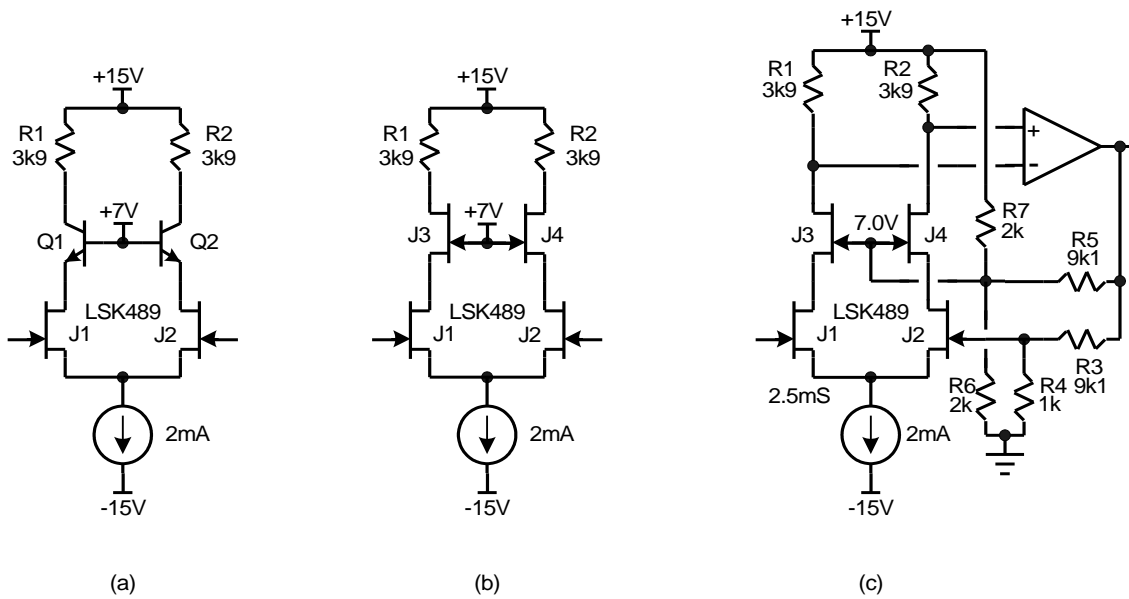 +15V
R1
3k9
R2
3k9
+7V
Q1
Q2
LSK489
J1
J2
2mA
-15V
(a)
+15V
R1
3k9
R2
3k9
+7V
J3
J4
LSK489
J1
J2
2mA
-15V
(b)
+15V
R1
3k9
R2
3k9
+
-
J3
7.0V
J4
R7
2k
R5
9k1
LSK489
J1
J2
R3
9k1
2.5mS
R6
2k
R4
1k
2mA
-15V
(c)